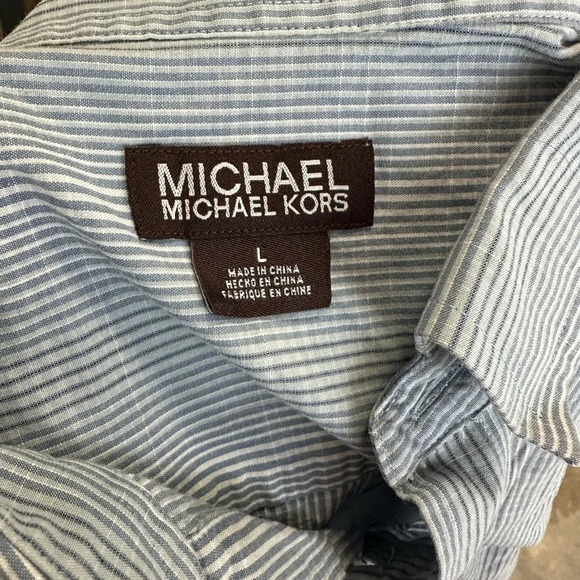 MICHAEL
MICHAEL KORS
L
MADE IN CHINA
HECHO EN CHINA
FABRIQUE EN CHINE